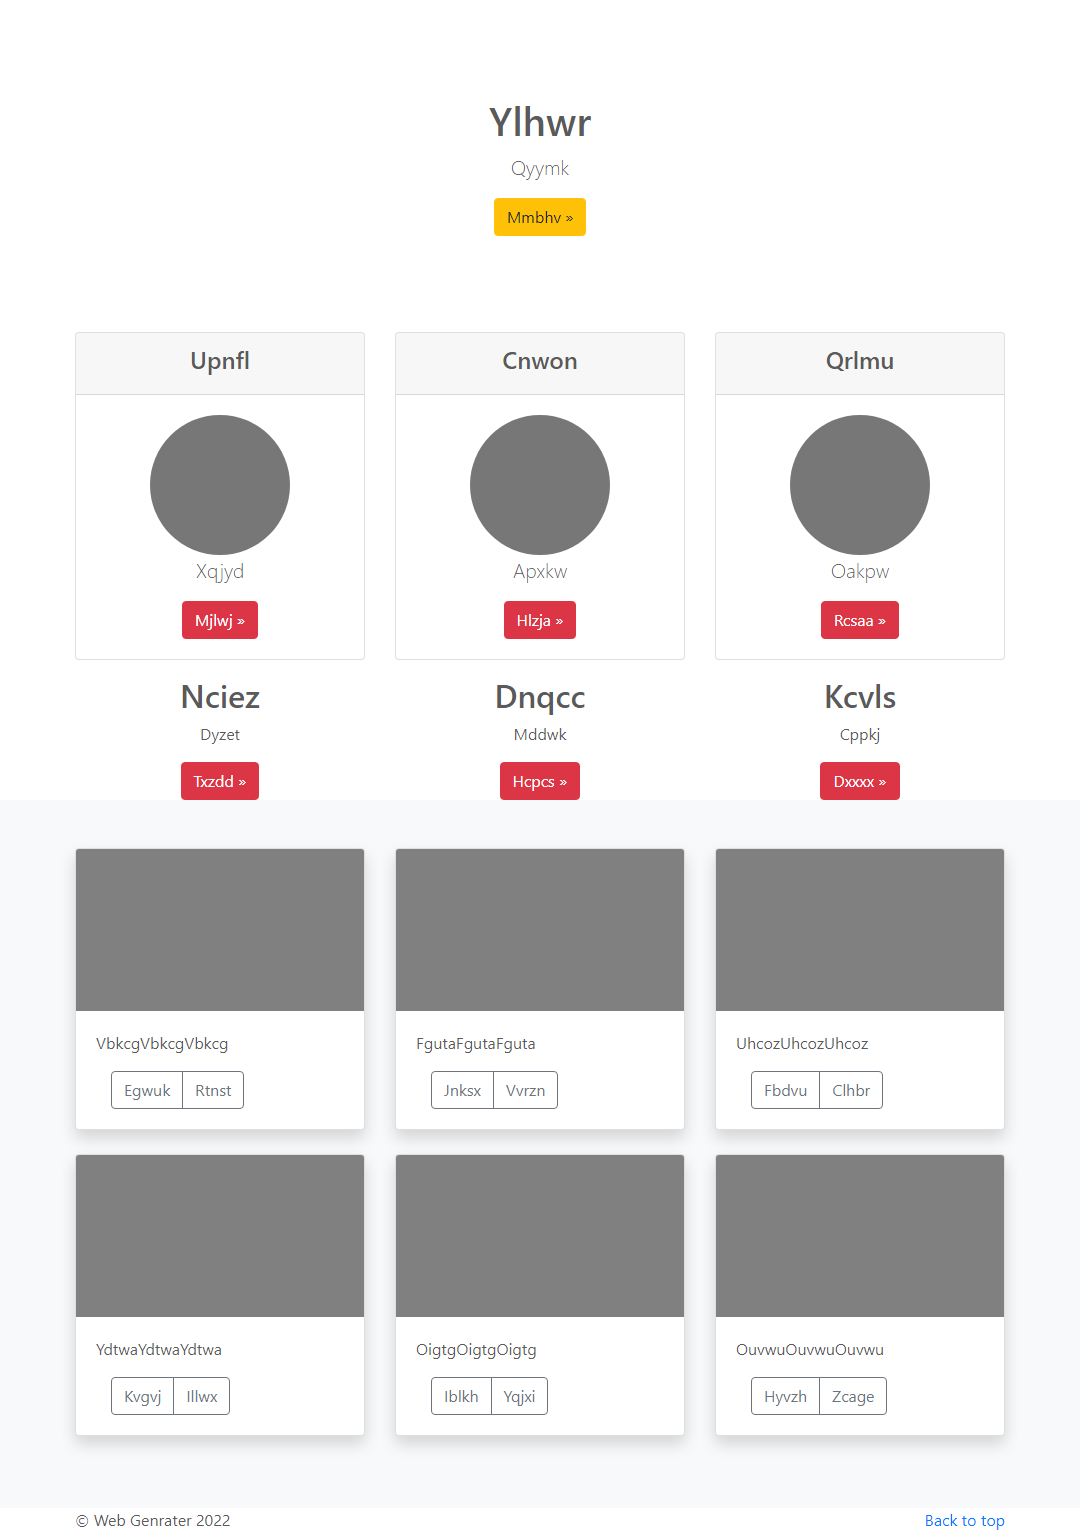 Ylhwr
Qyymk
Mmbhv »
Upnfl
Cnwon
Qrlmu
Xqjyd
Apxkw
Oakpw
Mjlwj »
Hlzja »
Rcsaa »
Nciez
Dnqcc
Kcvls
Dyzet
Mddwk
Cppkj
Txzdd »
Hcpcs »
Dxxxx »
VbkcgVbkcgVbkcg
FgutaFgutaFguta
UhcozUhcozUhcoz
Egwuk Rtnst
Jnksx Vvrzn
Fbdvu Clhbr
YdtwaYdtwaYdtwa
OigtgOigtgOigtg
OuvwuOuvwuOuvwu
Kvgvj Illwx
Iblkh Yqjxi
Hyvzh Zcage
© Web Genrater 2022
Back to top